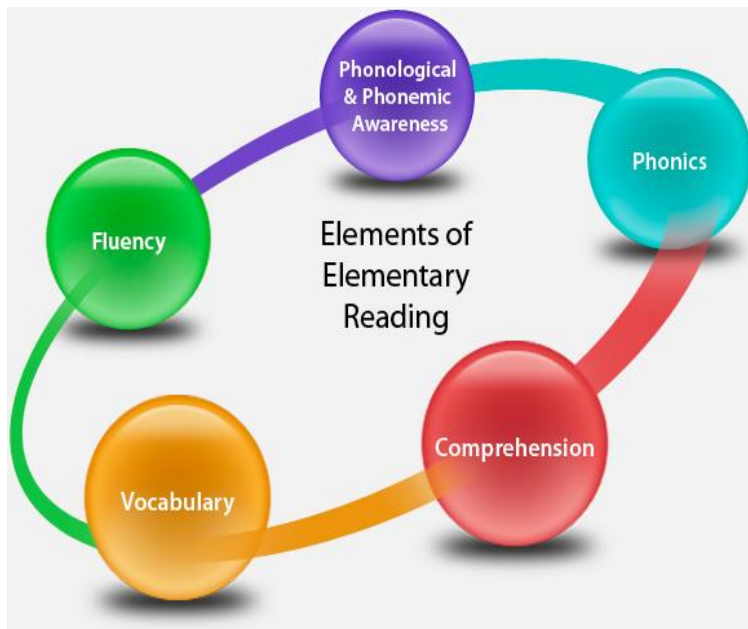 Phonological
& Phonemic
Awareness
Phonics
Fluency
Elements of
Elementary
Reading
Comprehension
Vocabulary